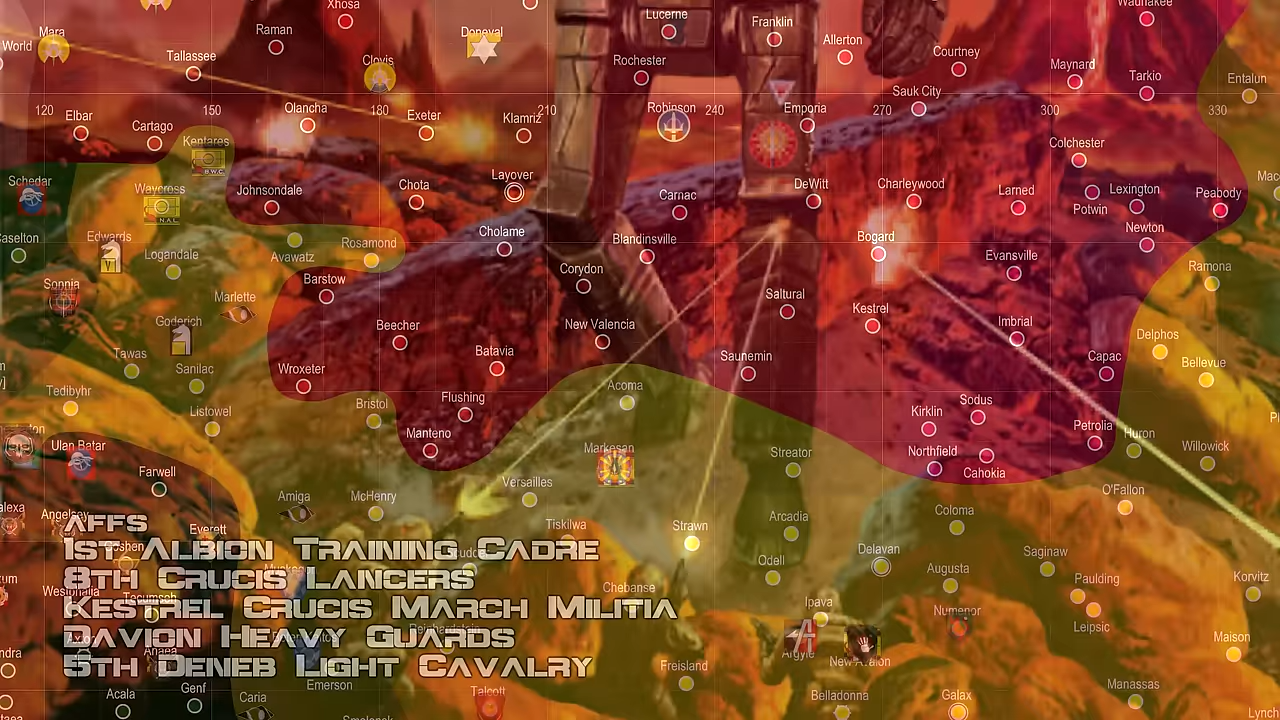 Xhosa
Lucerne
Franklin
Waunakee
Mara
Raman
Doneval
Allerton
World
Tallassee
Clovis
Rochester
Courtney
Maynard
Tarkio
Entalun
120
150
180
210
240
270
300
330
Elbar
Cartago
Olancha
Exeter
Klamriz
Robinson
Emporia
Sauk City
Kentares
B.W.C.
Colchester
Schedar
Waycross
N.A.L.
Johnsondale
Chota
Layover
Carnac
DeWitt
Charleywood
Larned
Potwin
Lexington
Peabody
Newton
Edwards
Logandale
Avawatz
Rosamond
Cholame
Blandinsville
Bogard
Evansville
Ramona
Sonnia
Marlette
Barstow
Corydon
Saltural
Kestrel
Imbrial
Goderich
Beecher
New Valencia
Delphos
Tawas
Sanilac
Wroxeter
Batavia
Saunemin
Capac
Bellevue
Tedibyhr
Listowel
Bristol
Flushing
Acoma
Kirklin
Sodus
Manteno
Petrolia
Huron
Ulan Batar
Markesan
Streator
Northfield
Cahokia
Willowick
Farwell
Amiga
McHenry
Versailles
O'Fallon
Tiskilwa
Strawn
Arcadia
Coloma
Everett
Odell
Delavan
Augusta
Saginaw
Paulding
Leipsic
Korvitz
Chebanse
Ipava
Numenor
Argyle
New Avalon
Maison
Freisland
Acala
Genf
Caria
Emerson
Talcott
Belladonna
Galax
Manassas
AFFS
1st Albion Training Cadre
8th Crucis Lancers
Kestrel Crucis March Militia
Davion Heavy Guards
5th Deneb Light Cavalry